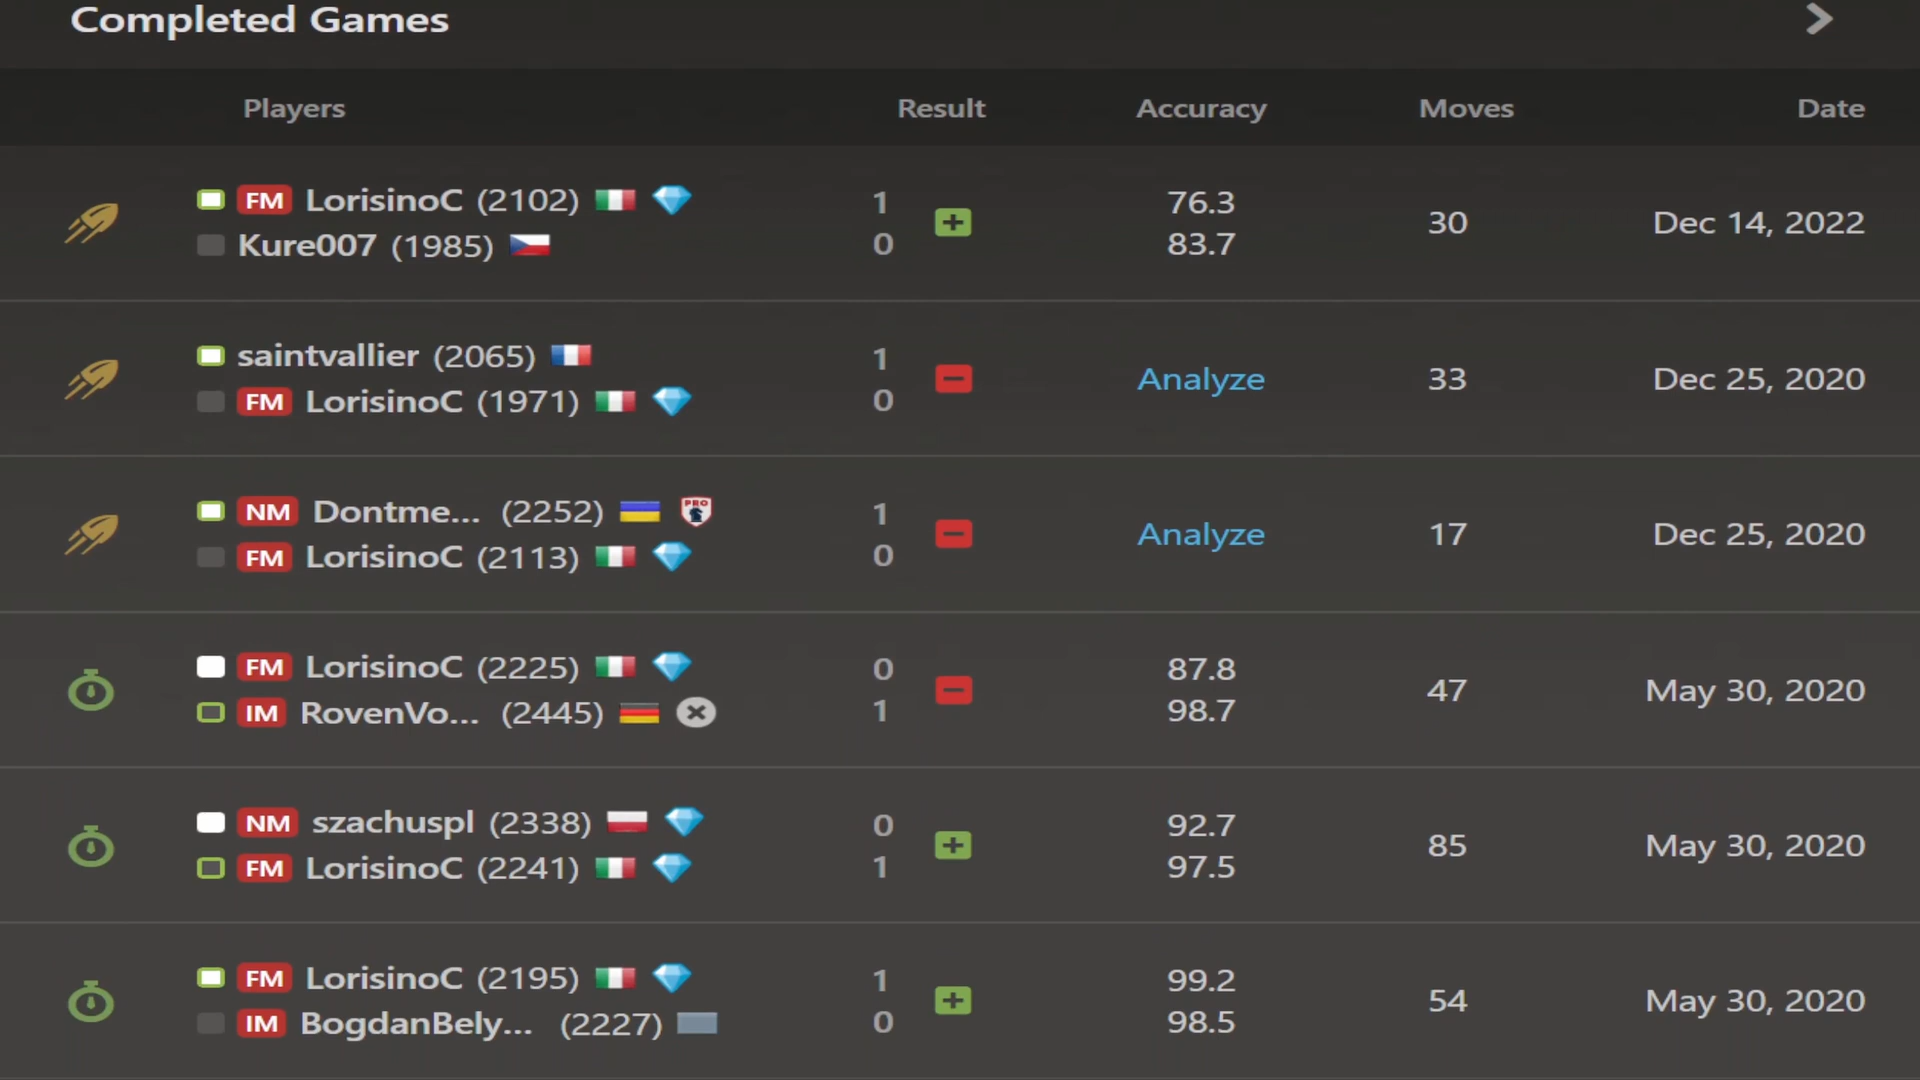 Completed Games
Players Result Accuracy Moves Date
FM LorisinoC (2102) 1 76.3 30 Dec 14, 2022
Kure007 (1985) 0 83.7
saintvallier (2065) 1 Analyze 33 Dec 25, 2020
FM LorisinoC (1971) 0
NM Dontme... (2252) PRO 1 Analyze 17 Dec 25, 2020
FM LorisinoC (2113) 0
FM LorisinoC (2225) 0 87.8 47 May 30, 2020
IM RovenVo... (2445) 1 98.7
NM szachuspl (2338) 0 92.7 85 May 30, 2020
FM LorisinoC (2241) 1 97.5
FM LorisinoC (2195) 1 99.2 54 May 30, 2020
IM BogdanBely... (2227) 0 98.5